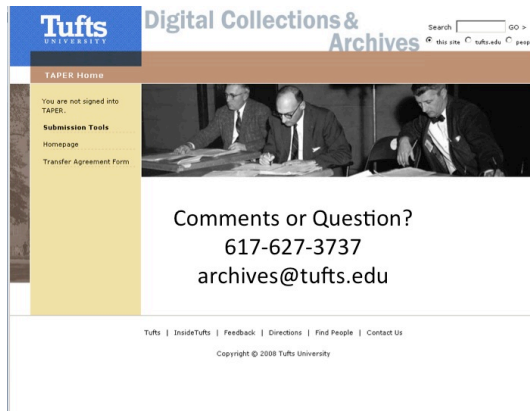 Tufts
UNIVERSITY
Digital Collections &
Archives
Search GO >
this site tufts.edu peop
TAPER Home
You are not signed into
TAPER.
Submission Tools
Homepage
Transfer Agreement Form
Comments or Question?
617-627-3737
archives@tufts.edu
Tufts | InsideTufts | Feedback | Directions | Find People | Contact Us
Copyright © 2008 Tufts University